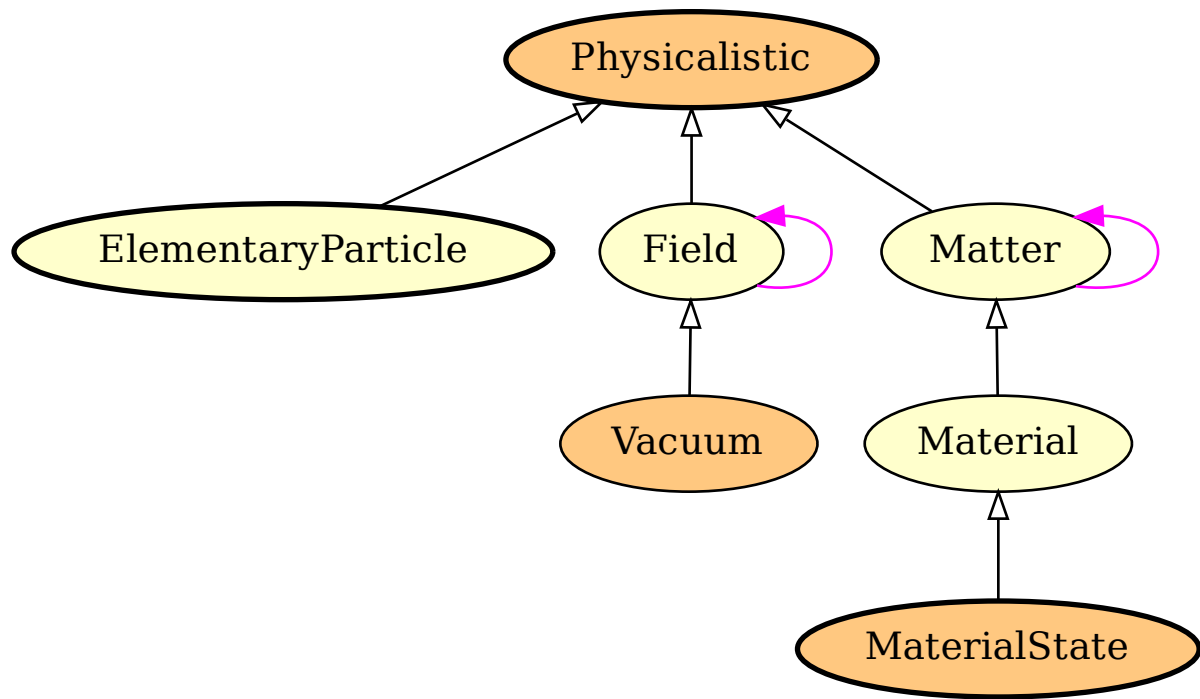 Physicalistic
ElementaryParticle
Field
Matter
Vacuum
Material
MaterialState